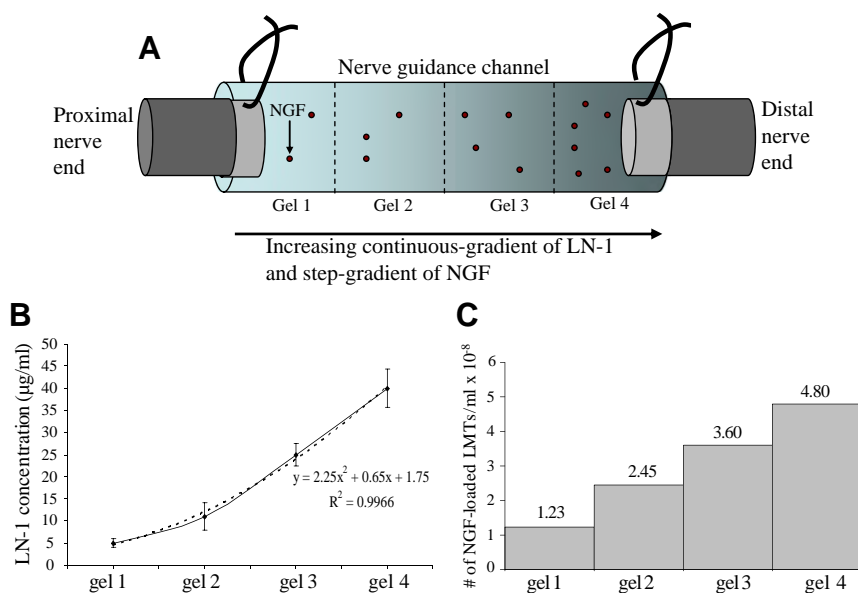 A
Nerve guidance channel
Proximal
nerve
end
NGF
Distal
nerve
end
Gel 1
Gel 2
Gel 3
Gel 4
Increasing continuous-gradient of LN-1
and step-gradient of NGF
B
LN-1 concentration (µg/ml)
50
45
40
35
30
25
20
15
10
5
0
y = 2.25x² + 0.65x + 1.75
R² = 0.9966
gel 1
gel 2
gel 3
gel 4
C
# of NGF-loaded LMTs/ml x 10⁻⁸
6
5
4
3
2
1
0
1.23
2.45
3.60
4.80
gel 1
gel 2
gel 3
gel 4